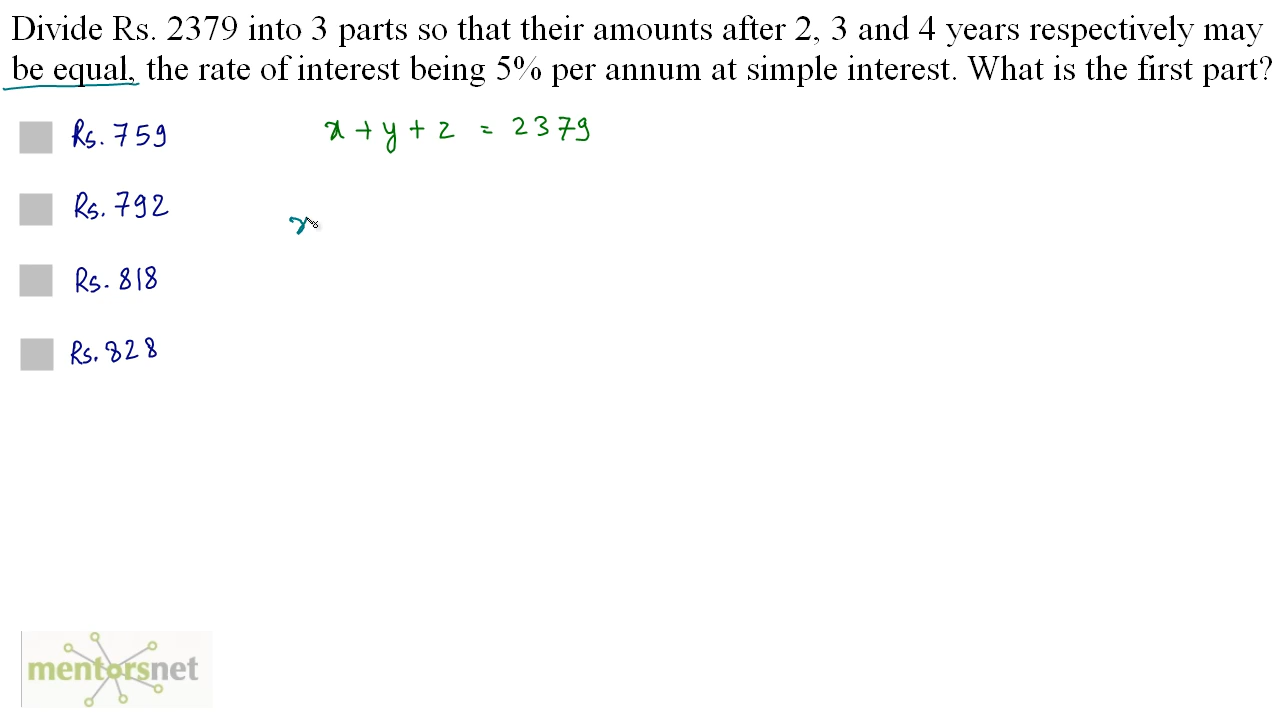 Divide Rs. 2379 into 3 parts so that their amounts after 2, 3 and 4 years respectively may
be equal, the rate of interest being 5% per annum at simple interest. What is the first part?
Rs. 759
x + y + z = 2379
Rs. 792
x
Rs. 818
Rs. 828
mentorsnet